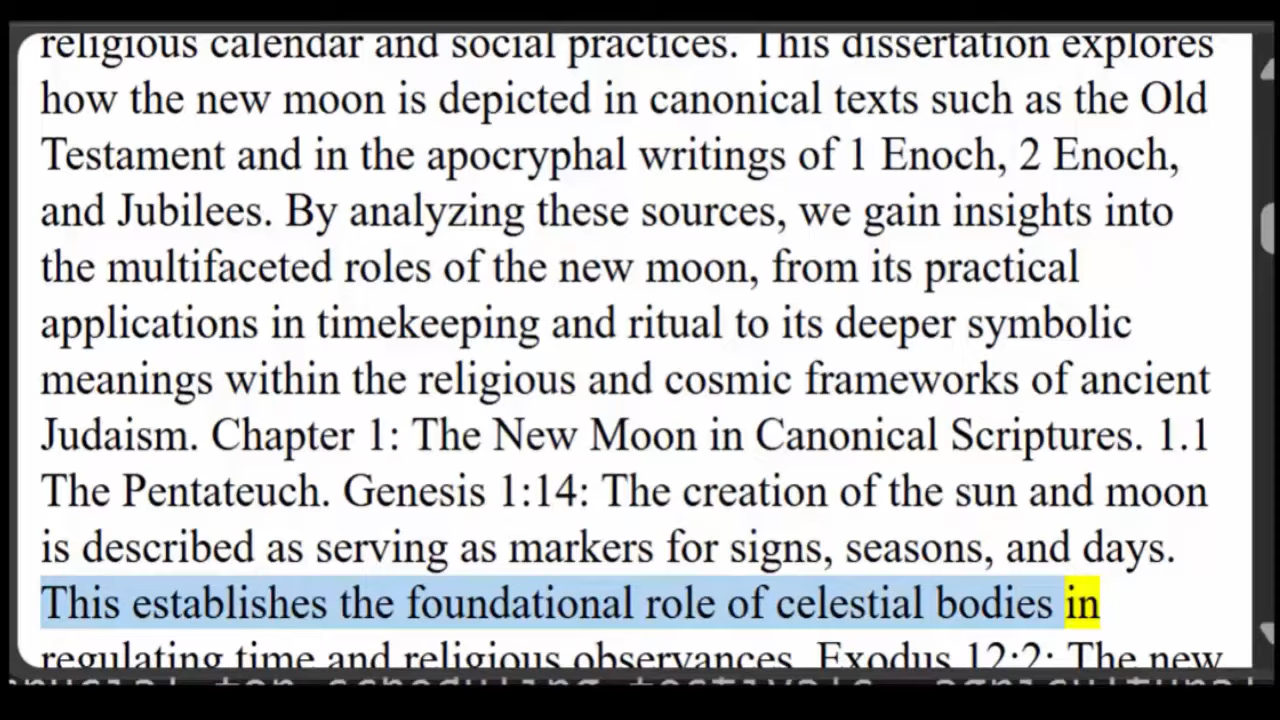 religious calendar and social practices. This dissertation explores
how the new moon is depicted in canonical texts such as the Old
Testament and in the apocryphal writings of 1 Enoch, 2 Enoch,
and Jubilees. By analyzing these sources, we gain insights into
the multifaceted roles of the new moon, from its practical
applications in timekeeping and ritual to its deeper symbolic
meanings within the religious and cosmic frameworks of ancient
Judaism. Chapter 1: The New Moon in Canonical Scriptures. 1.1
The Pentateuch. Genesis 1:14: The creation of the sun and moon
is described as serving as markers for signs, seasons, and days.
This establishes the foundational role of celestial bodies in
regulating time and religious observances. Exodus 12:2: The new
for scheduling festivals, agricultural